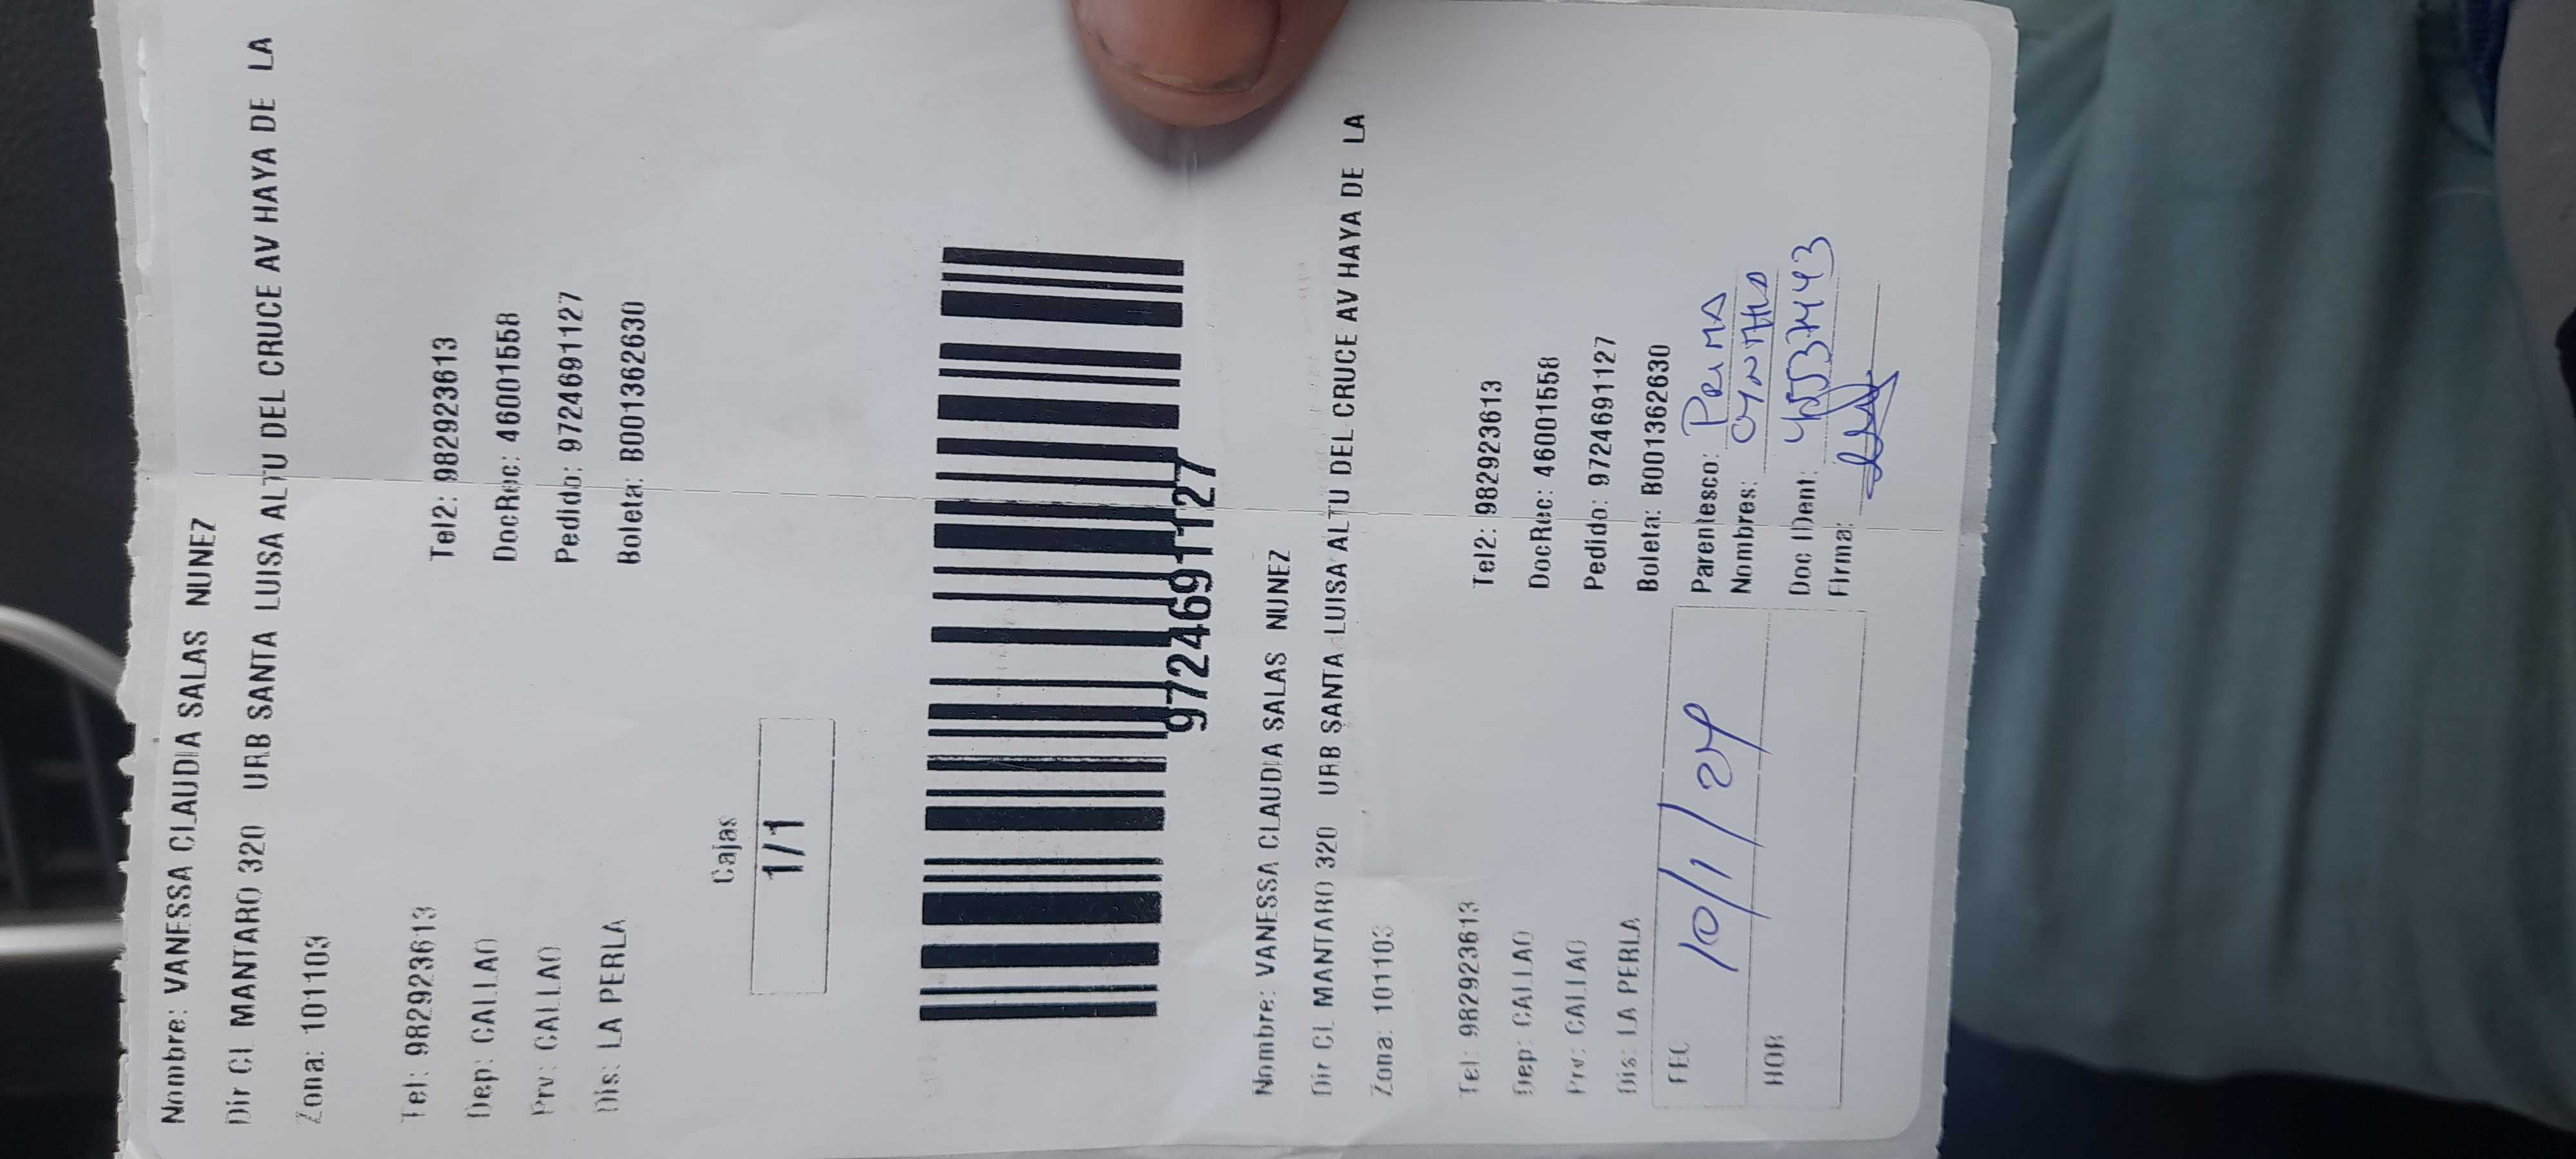 Nombre: VANESSA CLAUDIA SALAS NUNEZ
Dir CL MANTARO 320 URB SANTA LUISA ALTU DEL CRUCE AV HAYA DE LA
Zona: 101103
Tel: 982923613 Tel2: 982923613
Dep: CALLAO DocRec: 46001558
Prv: CALLAO Pedido: 9724691127
Dis: LA PERLA Boleta: B001362630
Cajas
1/1
9724691127
Nombre: VANESSA CLAUDIA SALAS NUNEZ
Dir CL MANTARO 320 URB SANTA LUISA ALTU DEL CRUCE AV HAYA DE LA
Zona: 101103
Tel: 982923613 Tel2: 982923613
Dep: CALLAO DocRec: 46001558
Prv: CALLAO Pedido: 9724691127
Dis: LA PERLA Boleta: B001362630
FEC 10/1/24 Parentesco: PRIMA
Nombres: CYNTHIA
HOR Doc IDent: 45537443
Firma: